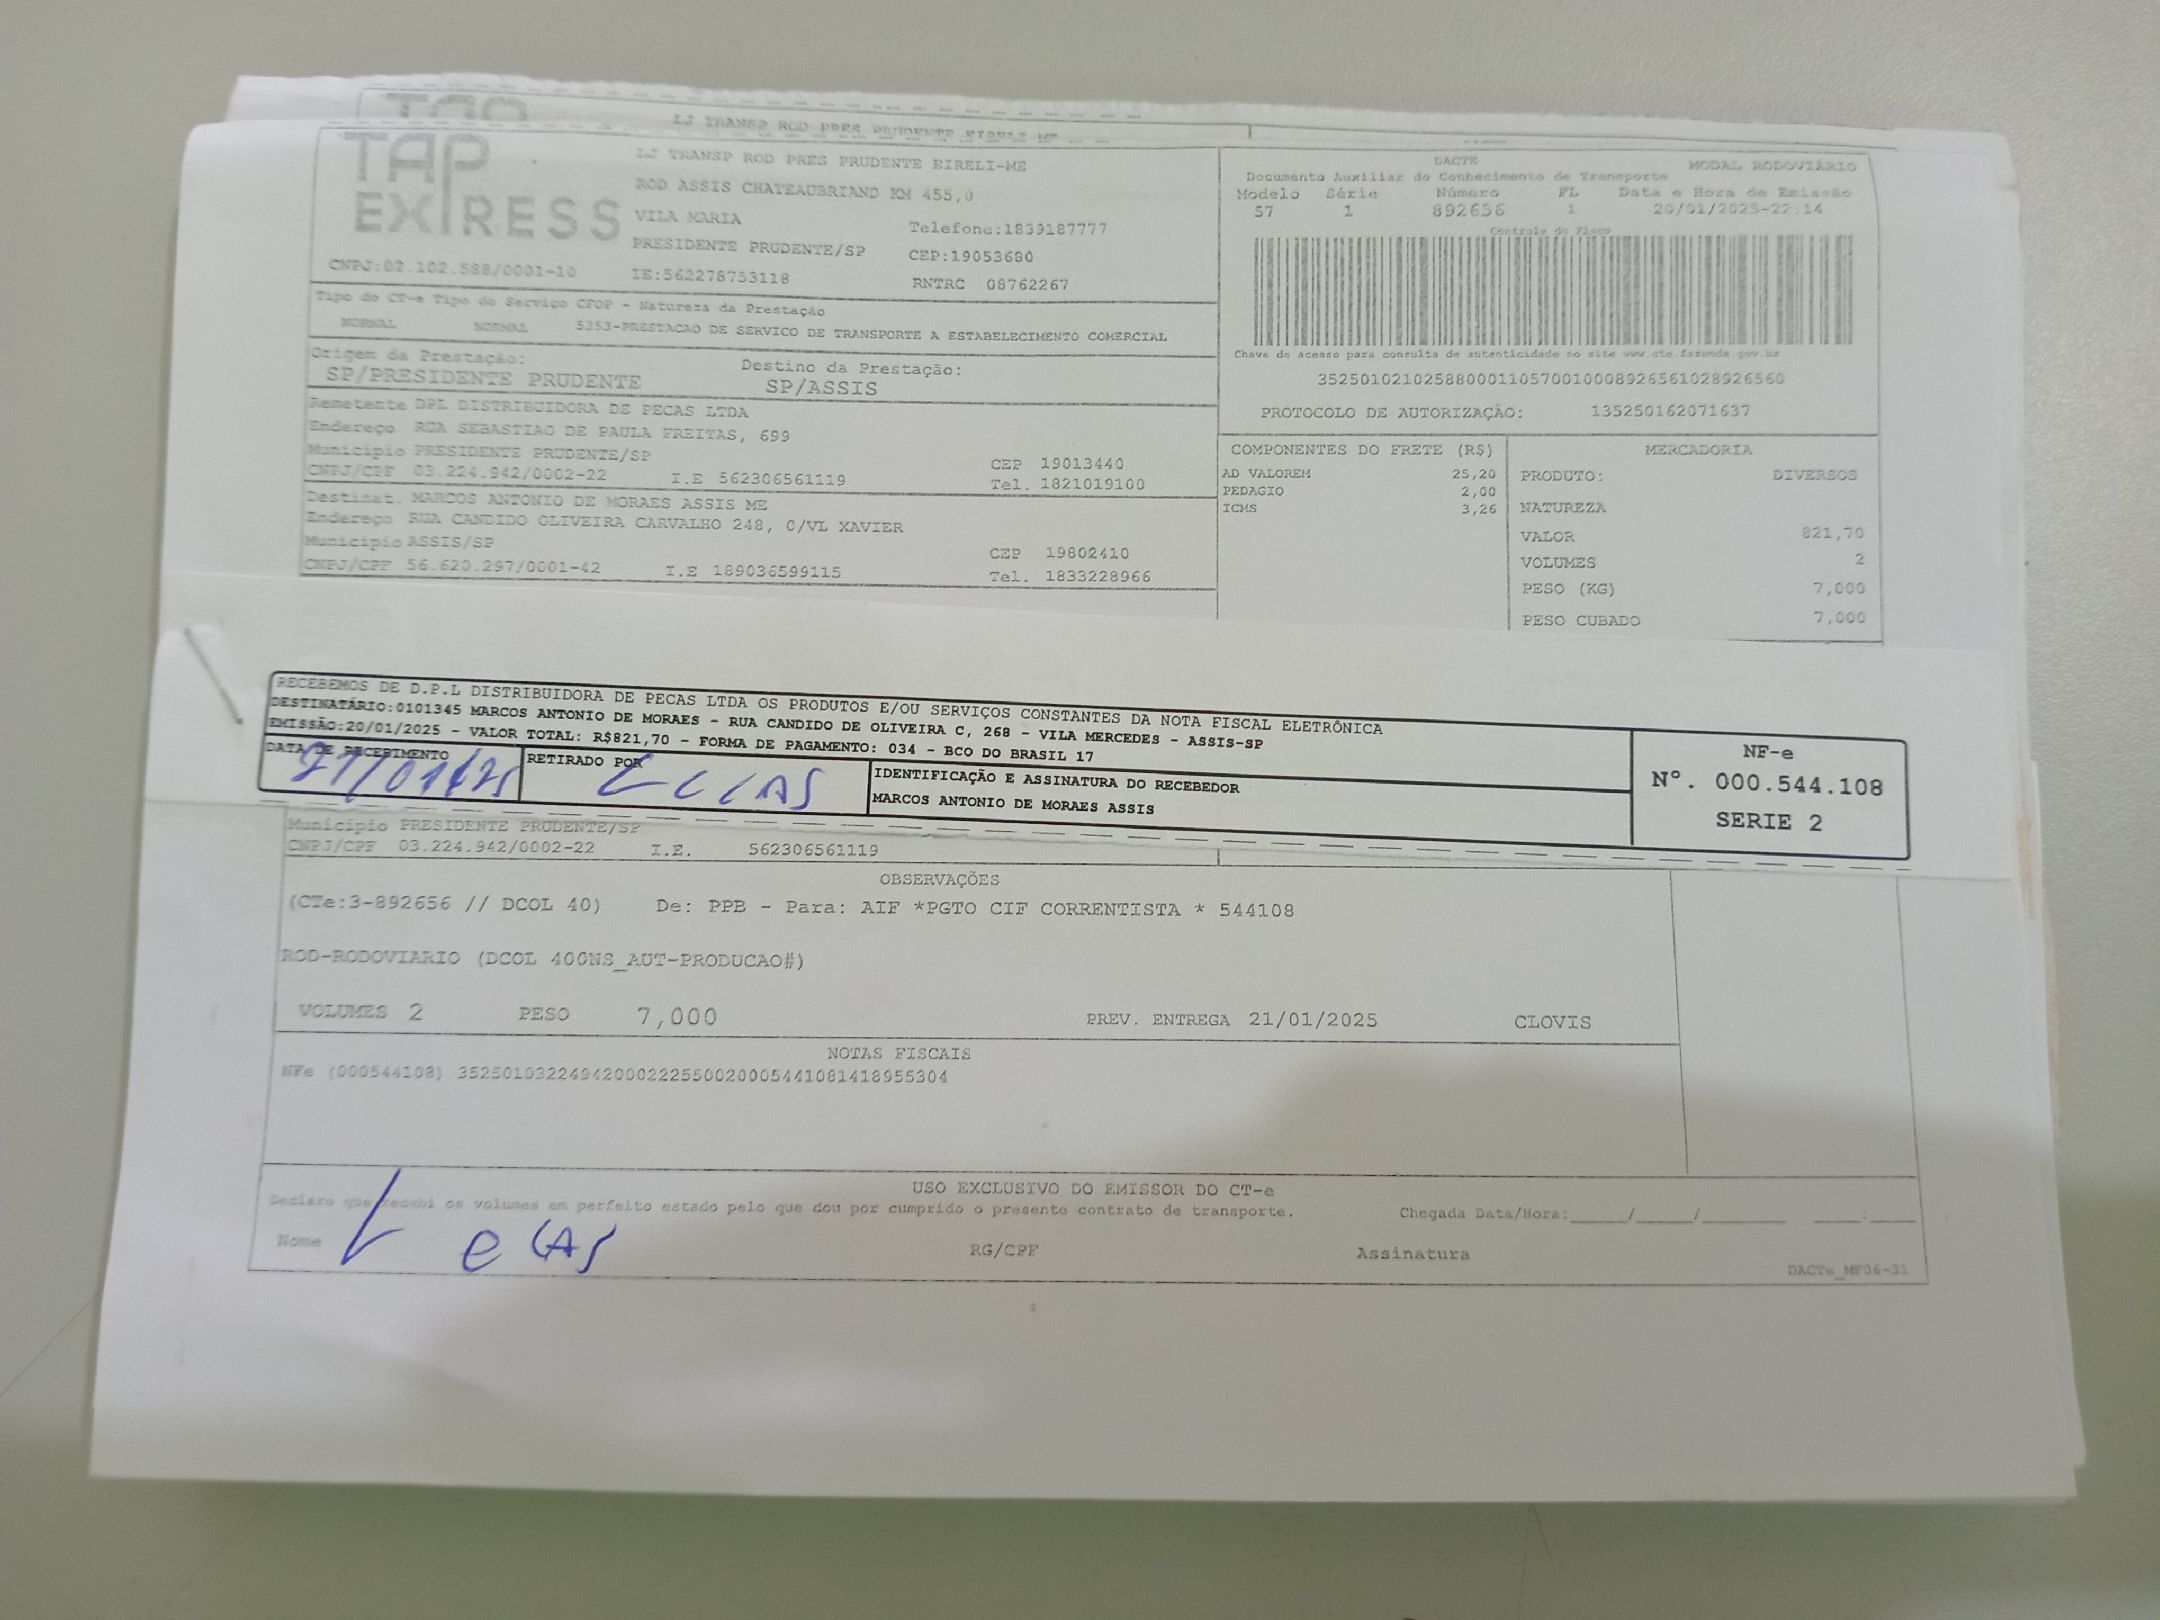 LJ TRANSP ROD PRES PRUDENTE EIRELI-ME
TAP EXPRESS
LJ TRANSP ROD PRES PRUDENTE EIRELI-ME
ROD ASSIS CHATEAUBRIAND KM 455,0
VILA MARIA
Telefone:1839187777
PRESIDENTE PRUDENTE/SP
CEP:19053680
CNPJ:02.102.588/0001-10
IE:562278753118
RNTRC 08762267
DACTE
MODAL RODOVIÁRIO
Documento Auxiliar do Conhecimento de Transporte
Modelo Série Número FL Data e Hora de Emissão
57 1 892656 1 20/01/2025-22:14
Controle do Fisco
Chave de acesso para consulta de autenticidade no site www.cte.fazenda.gov.br
35250102102588000110570010008926561028926560
PROTOCOLO DE AUTORIZAÇÃO: 135250162071637
Tipo do CT-e Tipo do Serviço CFOP - Natureza da Prestação
NORMAL NORMAL 5353-PRESTACAO DE SERVICO DE TRANSPORTE A ESTABELECIMENTO COMERCIAL
Origem da Prestação: Destino da Prestação:
SP/PRESIDENTE PRUDENTE SP/ASSIS
Remetente DPL DISTRIBUIDORA DE PECAS LTDA
Endereço RUA SEBASTIAO DE PAULA FREITAS, 699
Município PRESIDENTE PRUDENTE/SP CEP 19013440
CNPJ/CPF 03.224.942/0002-22 I.E 562306561119 Tel. 1821019100
Destinat. MARCOS ANTONIO DE MORAES ASSIS ME
Endereço RUA CANDIDO OLIVEIRA CARVALHO 248, 0/VL XAVIER
Município ASSIS/SP CEP 19802410
CNPJ/CPF 56.620.297/0001-42 I.E 189036599115 Tel. 1833228966
COMPONENTES DO FRETE (R$)
AD VALOREM 25,20
PEDAGIO 2,00
ICMS 3,26
MERCADORIA
PRODUTO: DIVERSOS
NATUREZA
VALOR 821,70
VOLUMES 2
PESO (KG) 7,000
PESO CUBADO 7,000
RECEBEMOS DE D.P.L DISTRIBUIDORA DE PECAS LTDA OS PRODUTOS E/OU SERVIÇOS CONSTANTES DA NOTA FISCAL ELETRÔNICA
DESTINATÁRIO:0101345 MARCOS ANTONIO DE MORAES - RUA CANDIDO DE OLIVEIRA C, 268 - VILA MERCEDES - ASSIS-SP
EMISSÃO:20/01/2025 - VALOR TOTAL: R$821,70 - FORMA DE PAGAMENTO: 034 - BCO DO BRASIL 17
DATA DE RECEBIMENTO
21/01/25
RETIRADO POR
IDENTIFICAÇÃO E ASSINATURA DO RECEBEDOR
MARCOS ANTONIO DE MORAES ASSIS
NF-e
Nº. 000.544.108
SERIE 2
Município PRESIDENTE PRUDENTE/SP
CNPJ/CPF 03.224.942/0002-22 I.E. 562306561119
OBSERVAÇÕES
(CTe:3-892656 // DCOL 40) De: PPB - Para: AIF *PGTO CIF CORRENTISTA * 544108
ROD-RODOVIARIO (DCOL 400NS_AUT-PRODUCAO#)
VOLUMES 2 PESO 7,000 PREV. ENTREGA 21/01/2025 CLOVIS
NOTAS FISCAIS
NFe (000544108) 35250103224942000222550020005441081418955304
USO EXCLUSIVO DO EMISSOR DO CT-e
Declaro que recebi os volumes em perfeito estado pelo que dou por cumprido o presente contrato de transporte.
Chegada Data/Hora:_____/_____/_______ ____:____
Nome RG/CPF Assinatura
DACTe_MF06-31